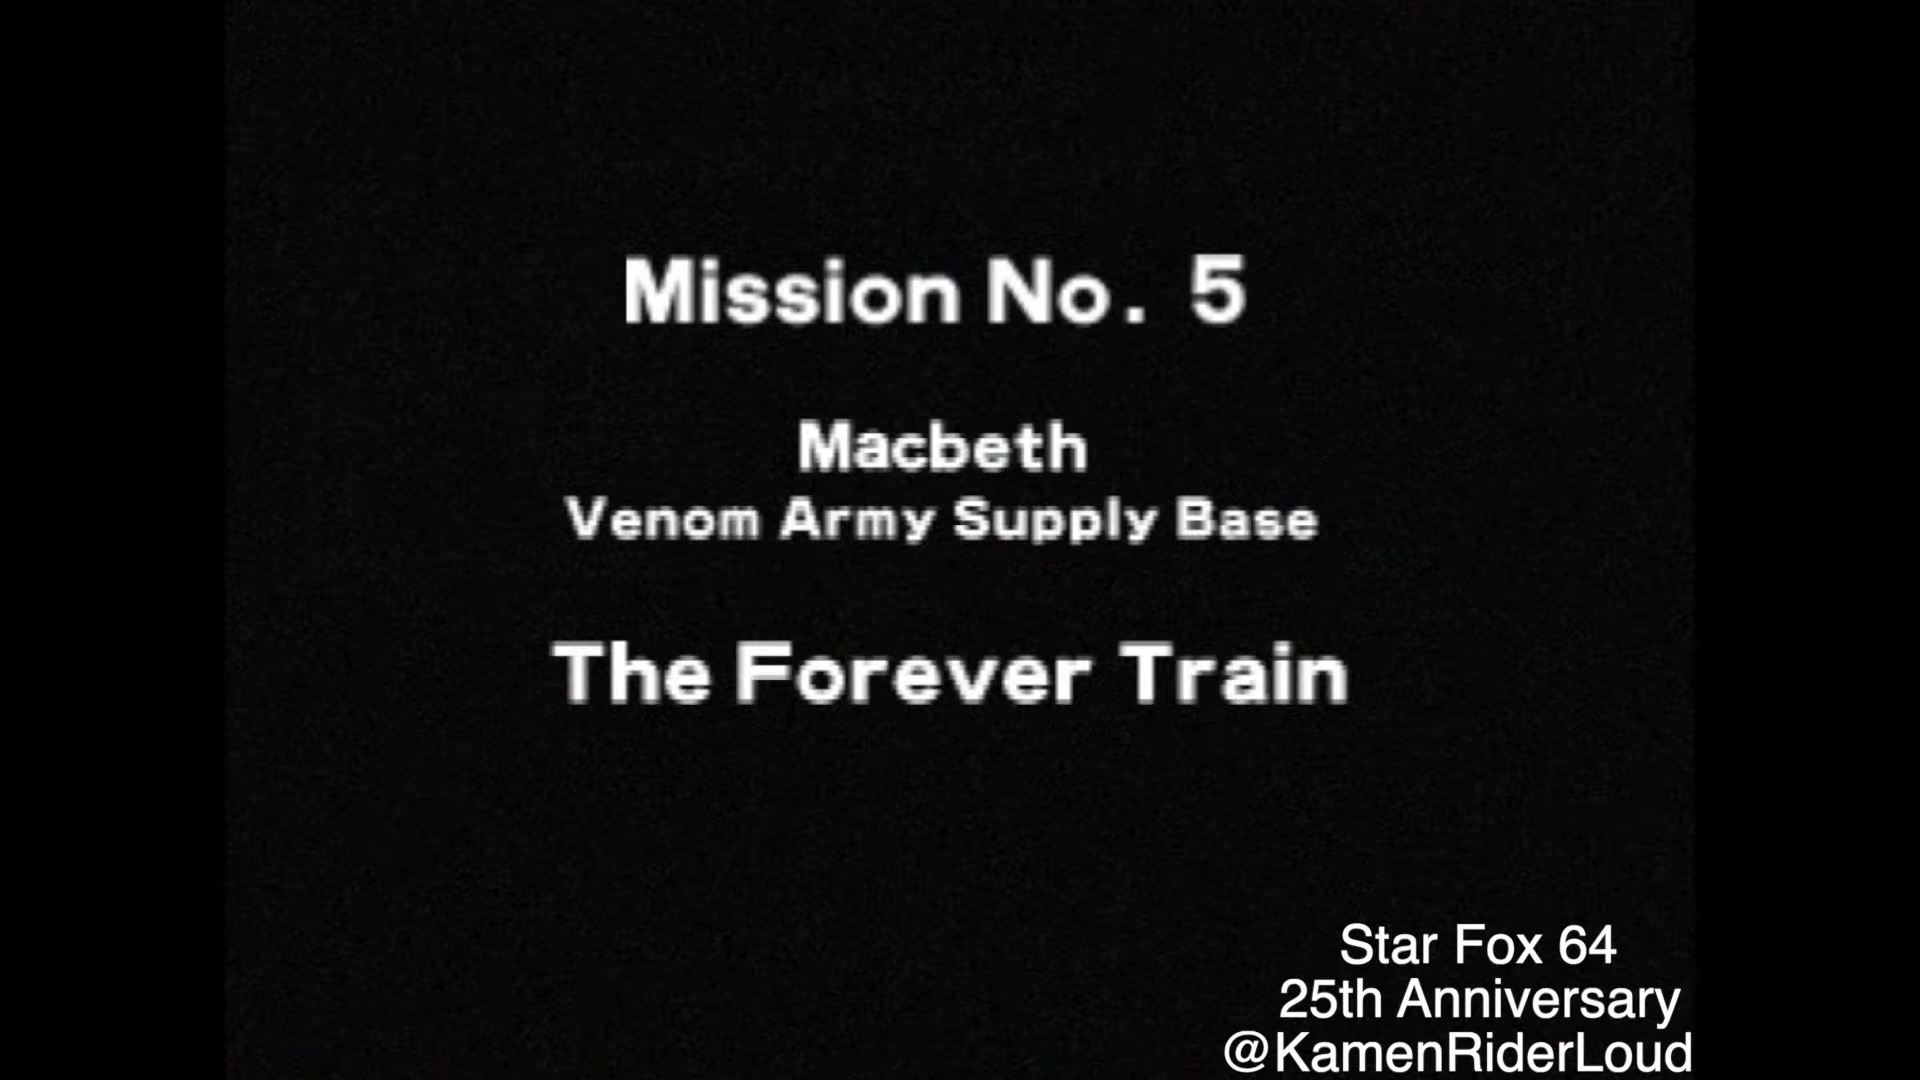 Mission No. 5
Macbeth
Venom Army Supply Base
The Forever Train
Star Fox 64
25th Anniversary
@KamenRiderLoud